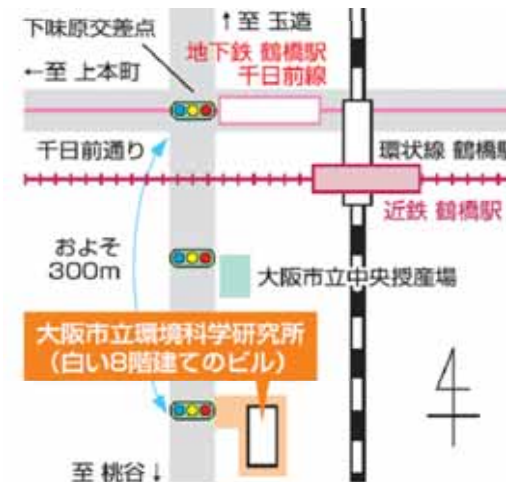 下味原交差点
↑至 玉造
地下鉄 鶴橋駅
千日前線
←至 上本町
千日前通り
環状線 鶴橋駅
近鉄 鶴橋駅
およそ
300m
大阪市立中央授産場
大阪市立環境科学研究所
(白い8階建てのビル)
至 桃谷↓